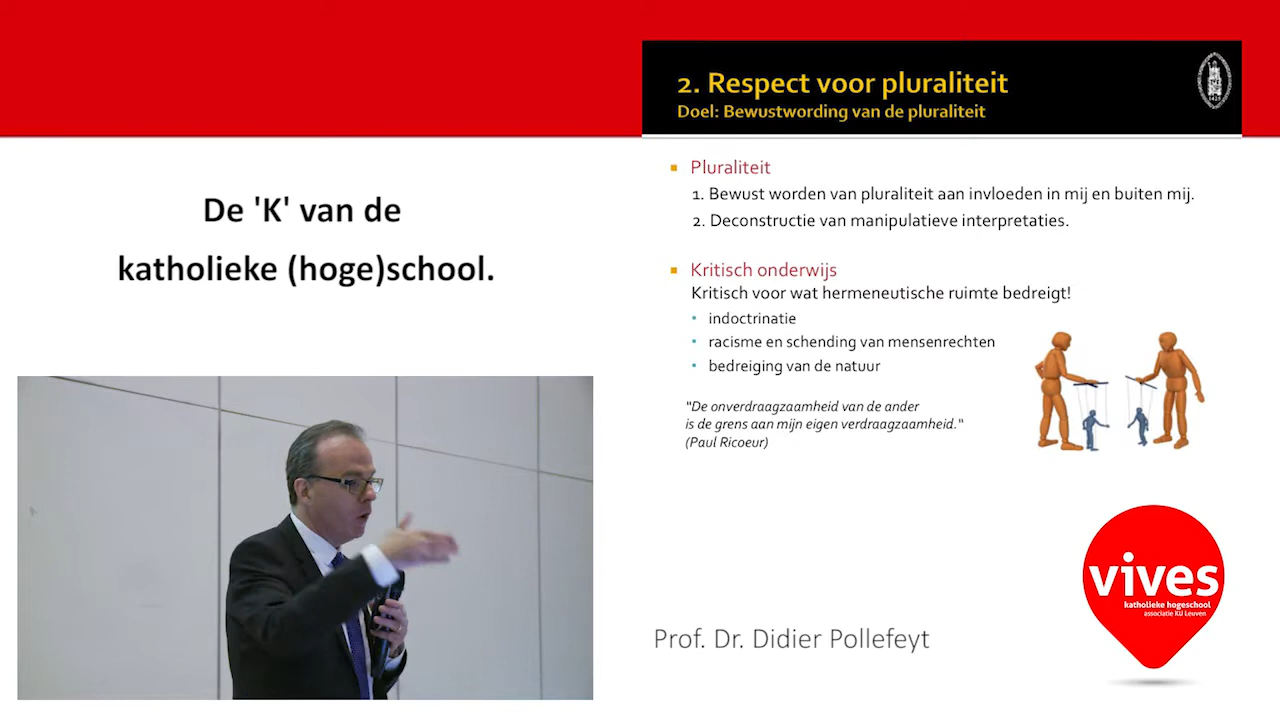 De 'K' van de
katholieke (hoge)school.
2. Respect voor pluraliteit
Doel: Bewustwording van de pluraliteit
Pluraliteit
1. Bewust worden van pluraliteit aan invloeden in mij en buiten mij.
2. Deconstructie van manipulatieve interpretaties.
Kritisch onderwijs
Kritisch voor wat hermeneutische ruimte bedreigt!
indoctrinatie
racisme en schending van mensenrechten
bedreiging van de natuur
"De onverdraagzaamheid van de ander
is de grens aan mijn eigen verdraagzaamheid."
(Paul Ricoeur)
vives
katholieke hogeschool
associatie KU Leuven
Prof. Dr. Didier Pollefeyt